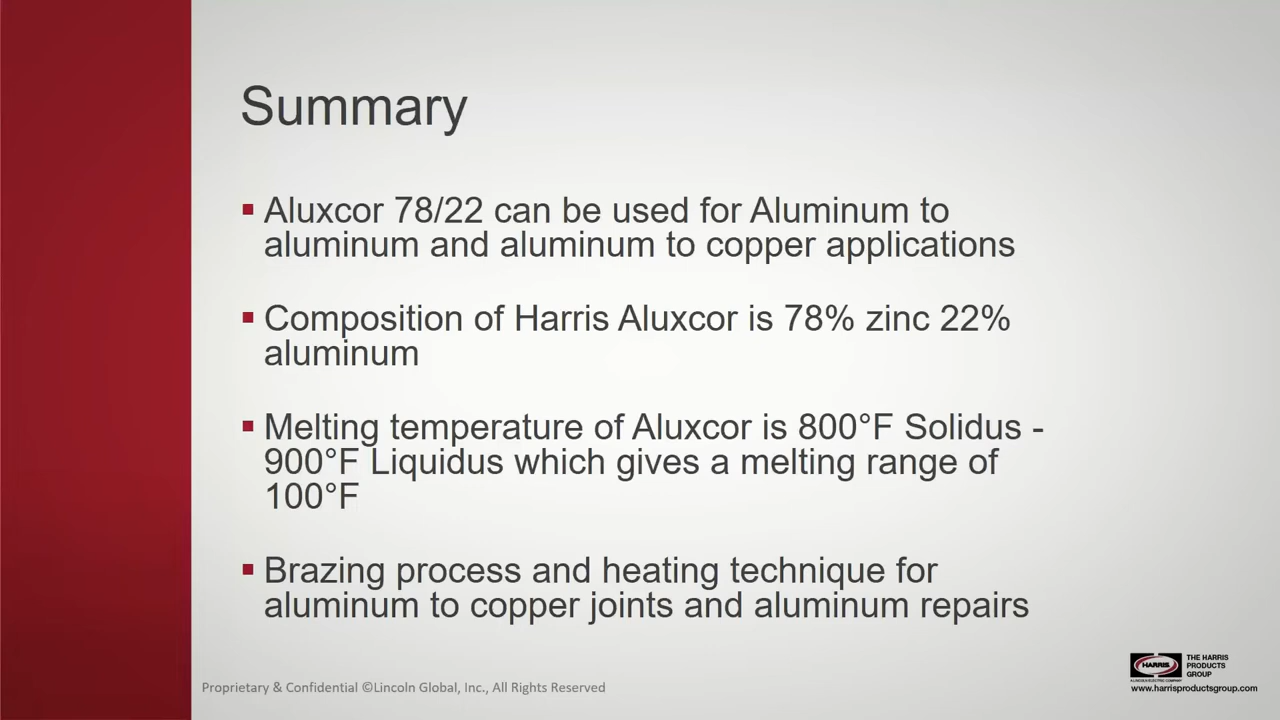 Summary
Aluxcor 78/22 can be used for Aluminum to
aluminum and aluminum to copper applications
Composition of Harris Aluxcor is 78% zinc 22%
aluminum
Melting temperature of Aluxcor is 800°F Solidus -
900°F Liquidus which gives a melting range of
100°F
Brazing process and heating technique for
aluminum to copper joints and aluminum repairs
Proprietary & Confidential ©Lincoln Global, Inc., All Rights Reserved
HARRIS
A LINCOLN ELECTRIC COMPANY
THE HARRIS
PRODUCTS
GROUP
www.harrisproductsgroup.com